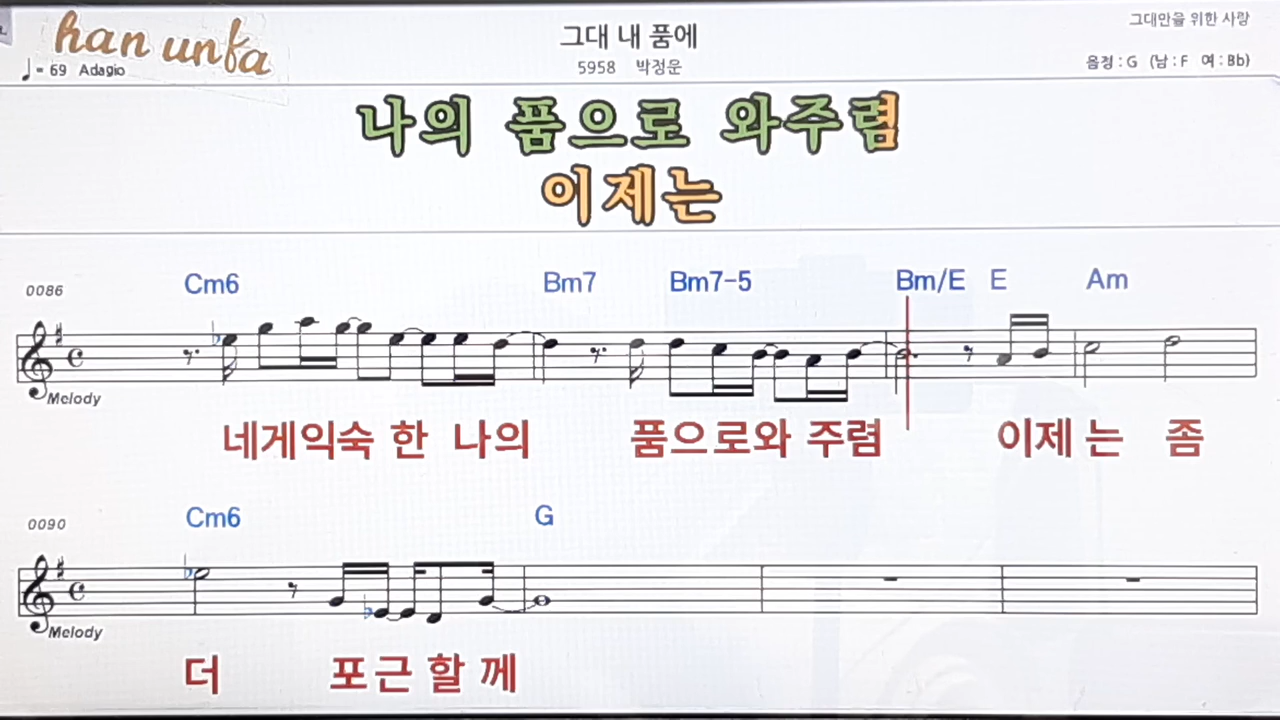 han unfa
그대 내 품에
그대만을 위한 사랑
♩= 69 Adagio
5958 박정운
음정 : G (남 : F 여 : Bb)
나의 품으로 와주렴
이제는
0086 Cm6 Bm7 Bm7-5 Bm/E E Am
Melody
네게익숙 한 나의 품으로와 주렴 이제 는 좀
0090 Cm6 G
Melody
더 포근 할 께